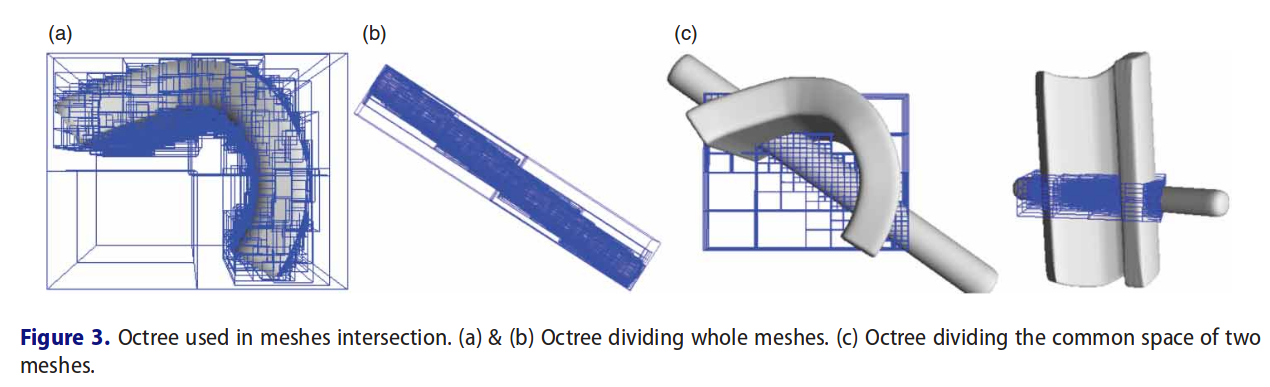 (a) (b) (c)
Figure 3. Octree used in meshes intersection. (a) & (b) Octree dividing whole meshes. (c) Octree dividing the common space of two
meshes.